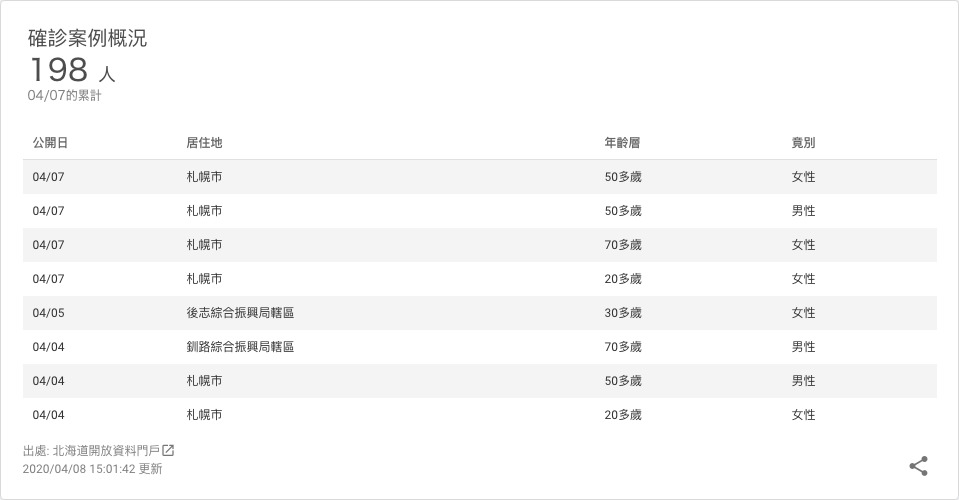 確診案例概況
198 人
04/07的累計
公開日 居住地 年齡層 竟別
04/07 札幌市 50多歲 女性
04/07 札幌市 50多歲 男性
04/07 札幌市 70多歲 女性
04/07 札幌市 20多歲 女性
04/05 後志綜合振興局轄區 30多歲 女性
04/04 釧路綜合振興局轄區 70多歲 男性
04/04 札幌市 50多歲 男性
04/04 札幌市 20多歲 女性
出處: 北海道開放資料門戶
2020/04/08 15:01:42 更新